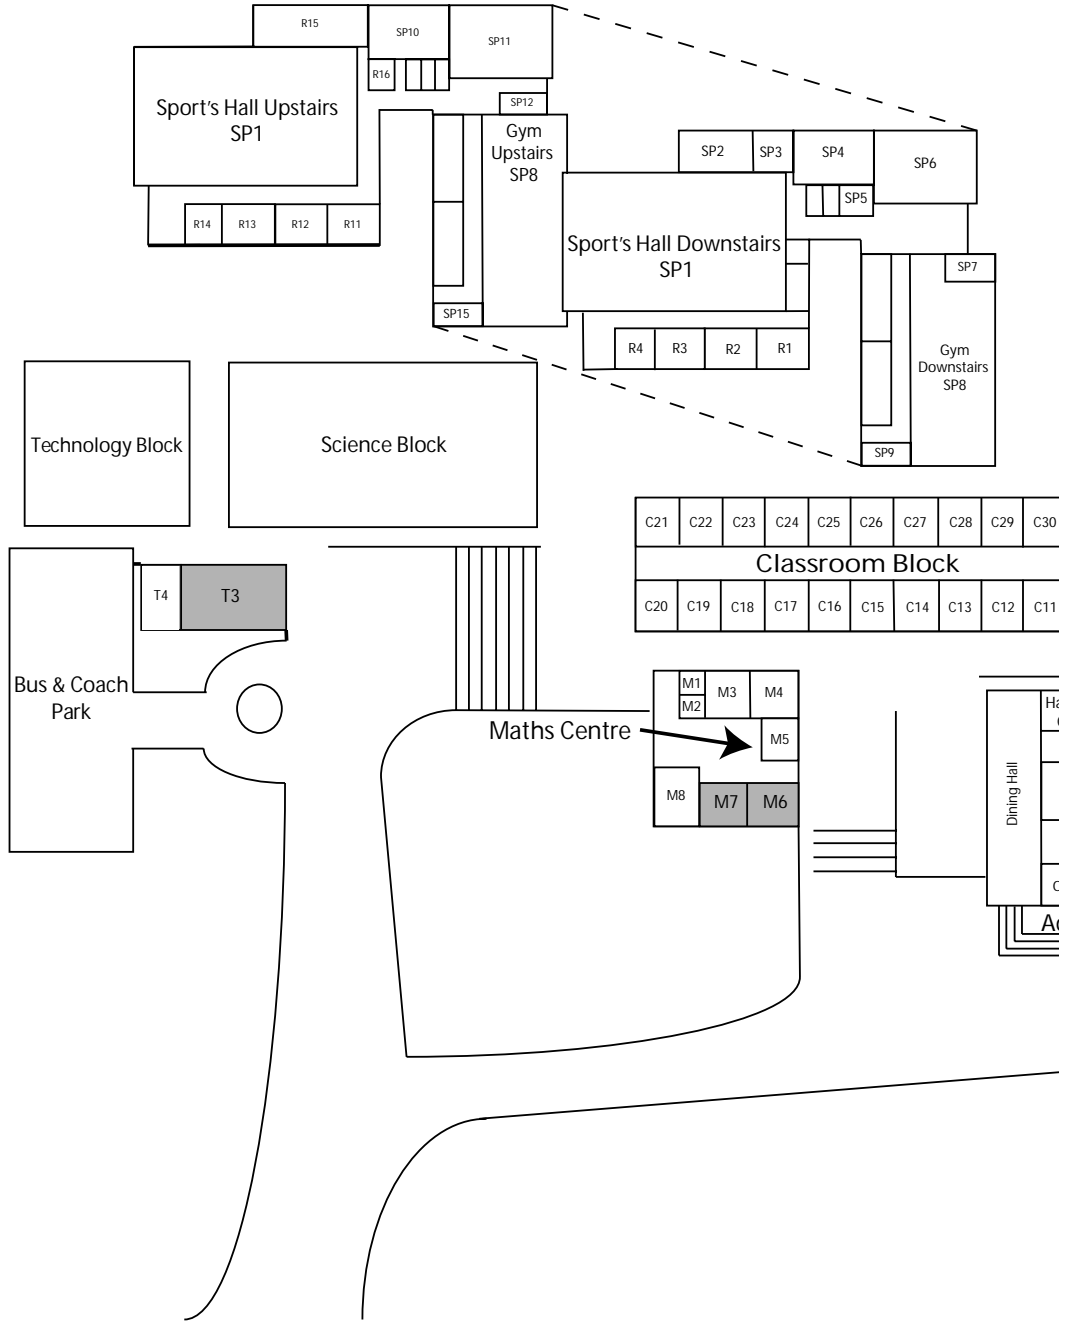 R15
SP10
SP11
R16
Sport's Hall Upstairs
SP1
SP12
Gym
Upstairs
SP8
R14
R13
R12
R11
SP15
SP2
SP3
SP4
SP6
SP5
Sport's Hall Downstairs
SP1
SP7
R4
R3
R2
R1
Gym
Downstairs
SP8
SP9
Technology Block
Science Block
C21
C22
C23
C24
C25
C26
C27
C28
C29
C30
Classroom Block
C20
C19
C18
C17
C16
C15
C14
C13
C12
C11
T4
T3
Bus & Coach
Park
M1
M2
M3
M4
Maths Centre
M5
M8
M7
M6
Dining Hall